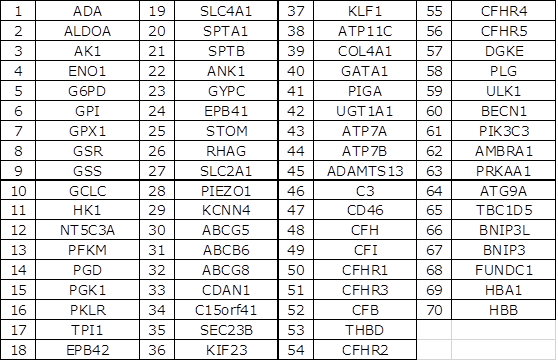 1 ADA 19 SLC4A1 37 KLF1 55 CFHR4
2 ALDOA 20 SPTA1 38 ATP11C 56 CFHR5
3 AK1 21 SPTB 39 COL4A1 57 DGKE
4 ENO1 22 ANK1 40 GATA1 58 PLG
5 G6PD 23 GYPC 41 PIGA 59 ULK1
6 GPI 24 EPB41 42 UGT1A1 60 BECN1
7 GPX1 25 STOM 43 ATP7A 61 PIK3C3
8 GSR 26 RHAG 44 ATP7B 62 AMBRA1
9 GSS 27 SLC2A1 45 ADAMTS13 63 PRKAA1
10 GCLC 28 PIEZO1 46 C3 64 ATG9A
11 HK1 29 KCNN4 47 CD46 65 TBC1D5
12 NT5C3A 30 ABCG5 48 CFH 66 BNIP3L
13 PFKM 31 ABCB6 49 CFI 67 BNIP3
14 PGD 32 ABCG8 50 CFHR1 68 FUNDC1
15 PGK1 33 CDAN1 51 CFHR3 69 HBA1
16 PKLR 34 C15orf41 52 CFB 70 HBB
17 TPI1 35 SEC23B 53 THBD
18 EPB42 36 KIF23 54 CFHR2